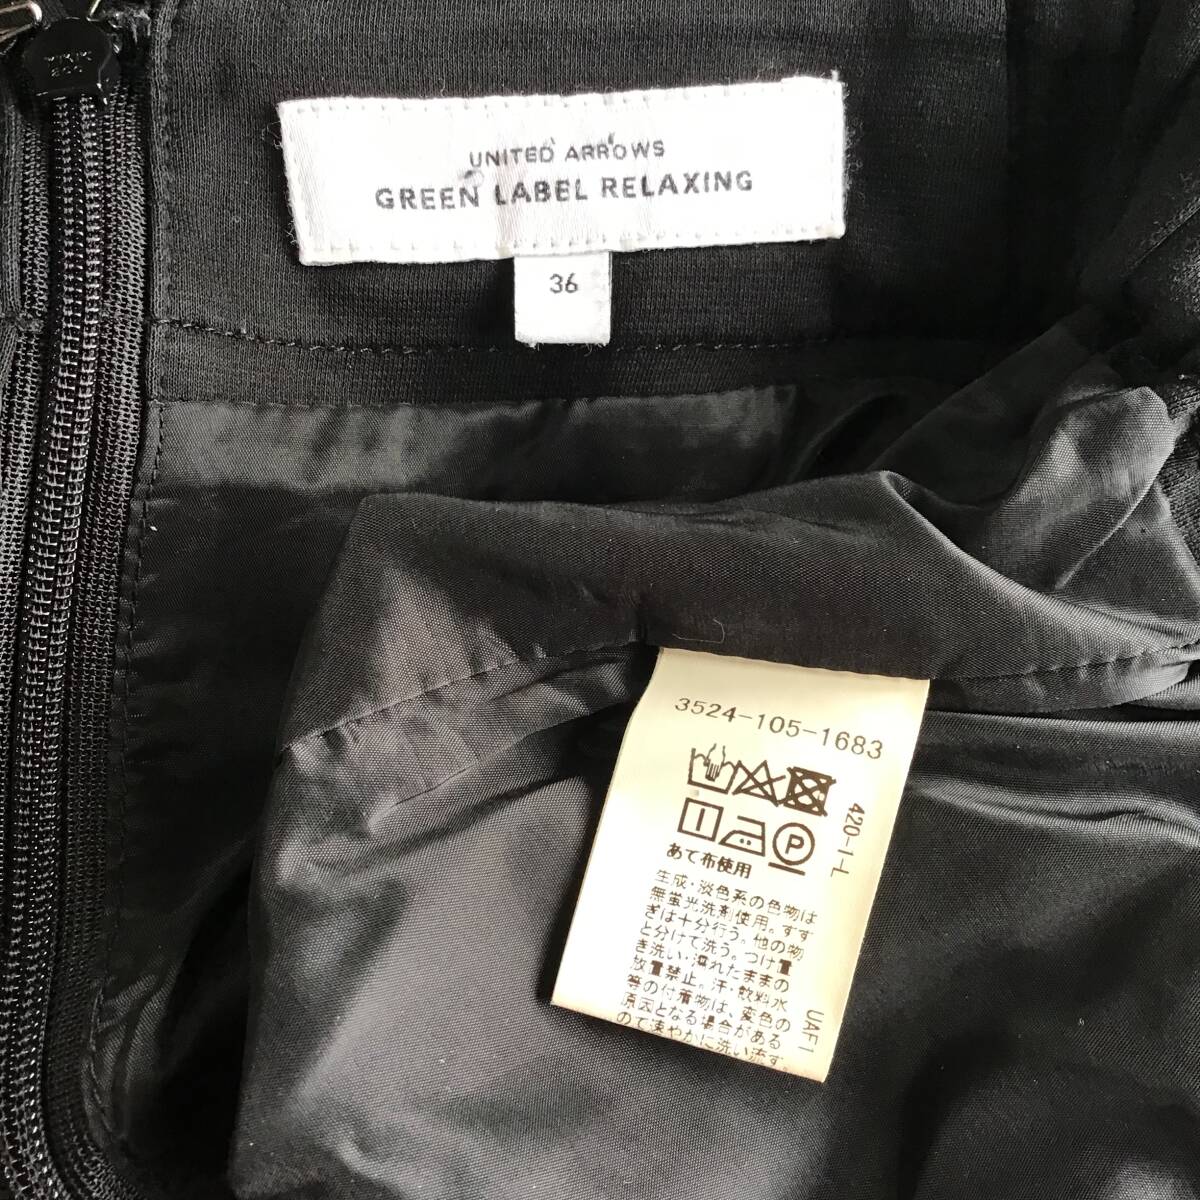 UNITED ARROWS
GREEN LABEL RELAXING
36
3524-105-1683
P
420-I-L
あて布使用
生成・淡色系の色物は
無蛍光洗剤使用。すす
ぎは十分行う。他の物
と分けて洗う。つけ置
き洗い・濡れたままの
放置禁止。汗・飲料水
等の付着物は、変色の
原因となる場合がある
ので速やかに洗い流す。
UAF1